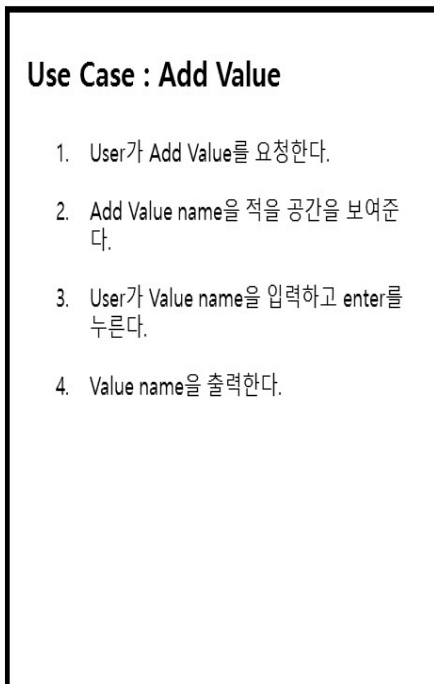 Use Case : Add Value
1. User가 Add Value를 요청한다.
2. Add Value name을 적을 공간을 보여준
다.
3. User가 Value name을 입력하고 enter를
누른다.
4. Value name을 출력한다.